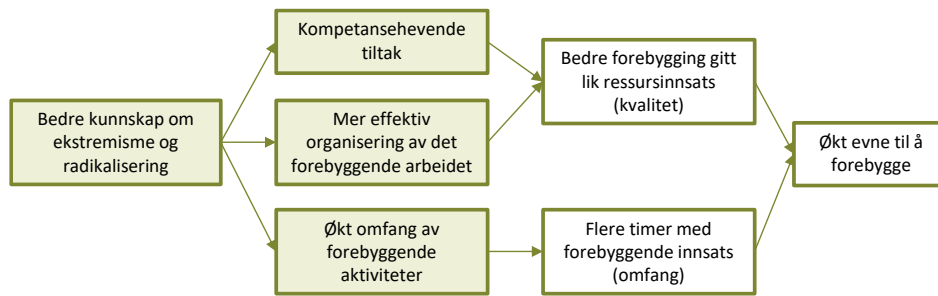 Bedre kunnskap om
ekstremisme og
radikalisering
Kompetansehevende
tiltak
Mer effektiv
organisering av det
forebyggende arbeidet
Økt omfang av
forebyggende
aktiviteter
Bedre forebygging gitt
lik ressursinnsats
(kvalitet)
Flere timer med
forebyggende innsats
(omfang)
Økt evne til å
forebygge